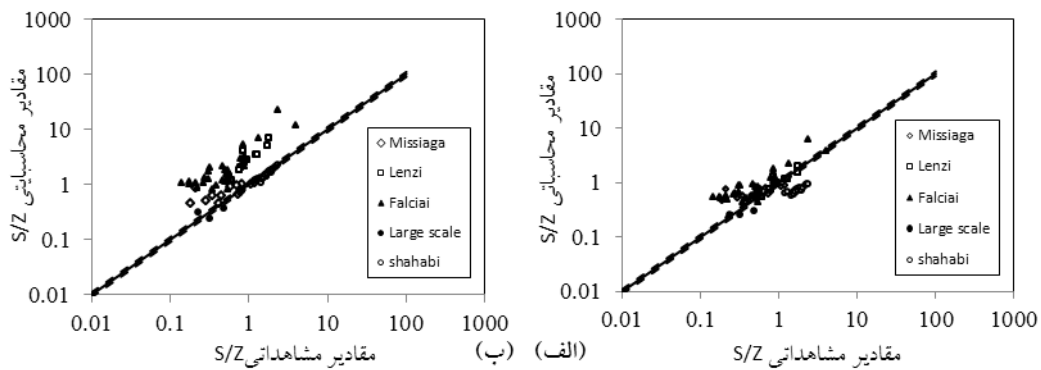 1000
100
10
1
0.1
0.01
0.01 0.1 1 10 100 1000
مقادیر محاسباتی S/Z
مقادیر مشاهداتی S/Z
Missiaga
Lenzi
Falciai
Large scale
shahabi
(ب)
1000
100
10
1
0.1
0.01
0.01 0.1 1 10 100 1000
مقادیر محاسباتی S/Z
مقادیر مشاهداتی S/Z
Missiaga
Lenzi
Falciai
Large scale
shahabi
(الف)